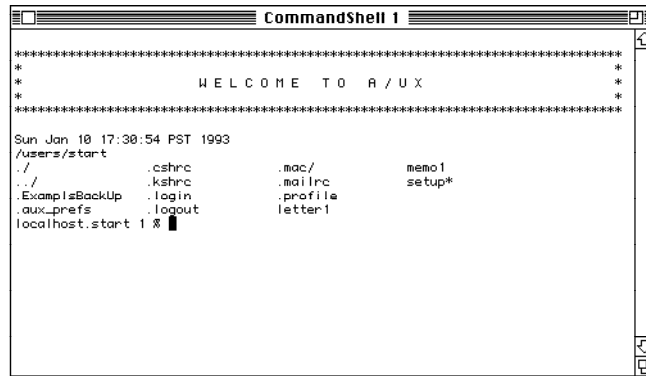 CommandShell 1
*******************************************************************************
*                                                                             *
*                       W E L C O M E   T O   A / U X                         *
*                                                                             *
*******************************************************************************
Sun Jan 10 17:30:54 PST 1993
/users/start
./ .cshrc .mac/ memo1
../ .kshrc .mailrc setup*
.ExamplsBackUp .login .profile
.aux_prefs .logout letter1
localhost.start 1 %